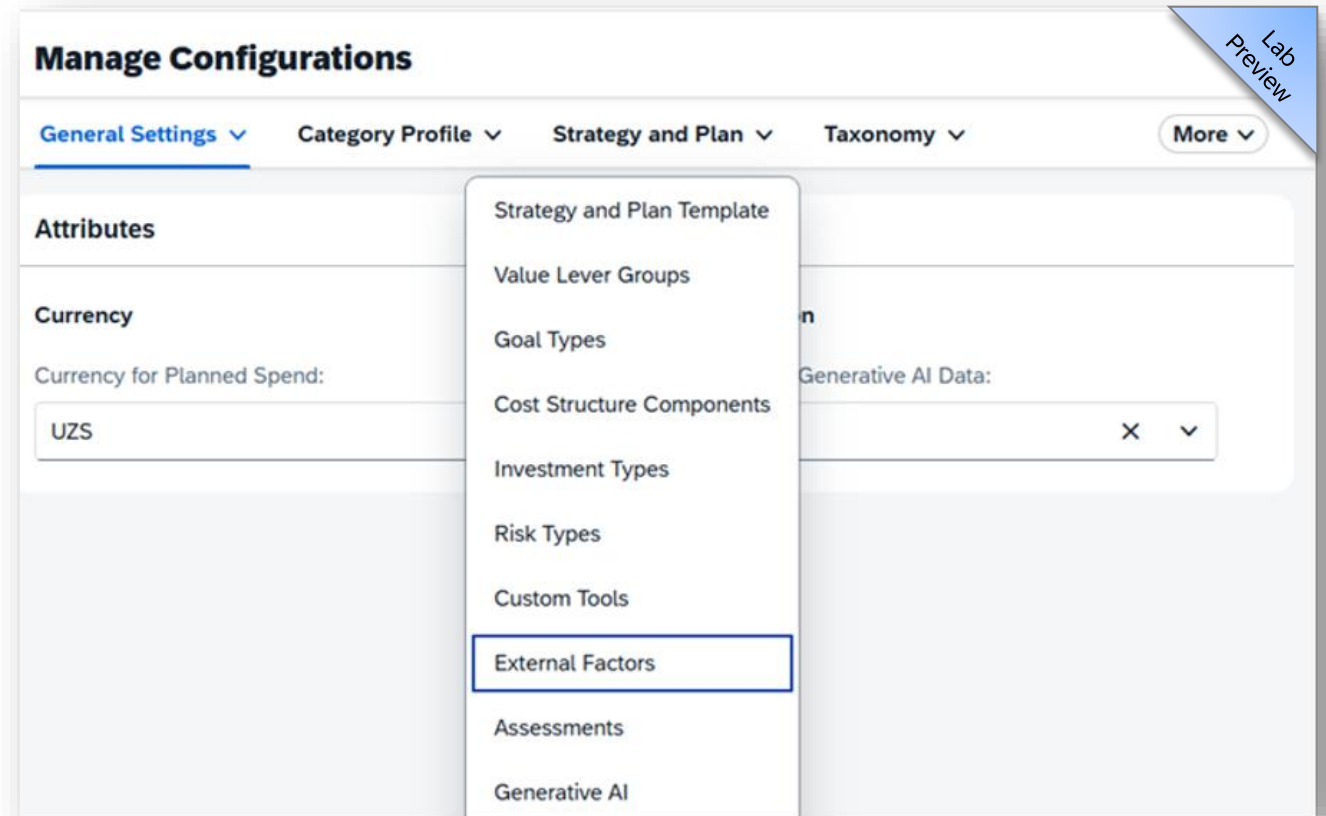 Manage Configurations
Lab
Preview
General Settings
Category Profile
Strategy and Plan
Taxonomy
More
Attributes
Currency
Currency for Planned Spend:
UZS
Strategy and Plan Template
Value Lever Groups
Goal Types
Cost Structure Components
Investment Types
Risk Types
Custom Tools
External Factors
Assessments
Generative AI
n
Generative AI Data: